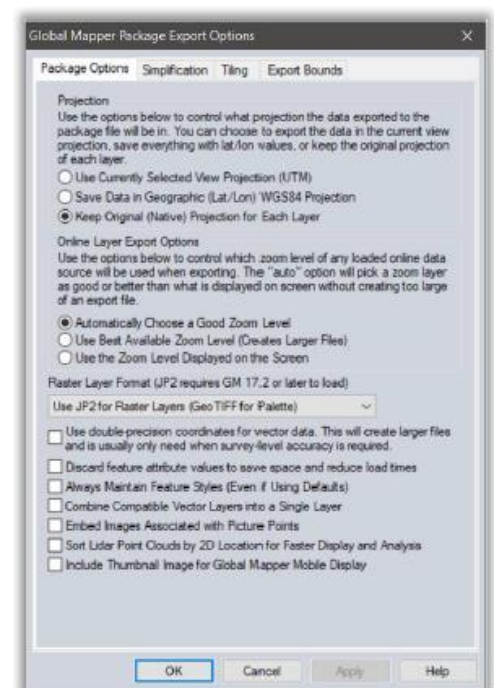 Global Mapper Package Export Options
Package Options Simplification Tiling Export Bounds
Projection
Use the options below to control what projection the data exported to the
package file will be in. You can choose to export the data in the current view
projection, save everything with lat/lon values, or keep the original projection
of each layer.
Use Currently Selected View Projection (UTM)
Save Data in Geographic (Lat/Lon) WGS84 Projection
Keep Original (Native) Projection for Each Layer
Online Layer Export Options
Use the options below to control which zoom level of any loaded online data
source will be used when exporting. The "auto" option will pick a zoom layer
as good or better than what is displayed on screen without creating too large
of an export file.
Automatically Choose a Good Zoom Level
Use Best Available Zoom Level (Creates Larger Files)
Use the Zoom Level Displayed on the Screen
Raster Layer Format (JP2 requires GM 17.2 or later to load)
Use JP2 for Raster Layers (GeoTIFF for Palette)
Use double-precision coordinates for vector data. This will create larger files
and is usually only need when survey-level accuracy is required.
Discard feature attribute values to save space and reduce load times
Always Maintain Feature Styles (Even if Using Defaults)
Combine Compatible Vector Layers into a Single Layer
Embed Images Associated with Picture Points
Sort Lidar Point Clouds by 2D Location for Faster Display and Analysis
Include Thumbnail Image for Global Mapper Mobile Display
OK Cancel Apply Help